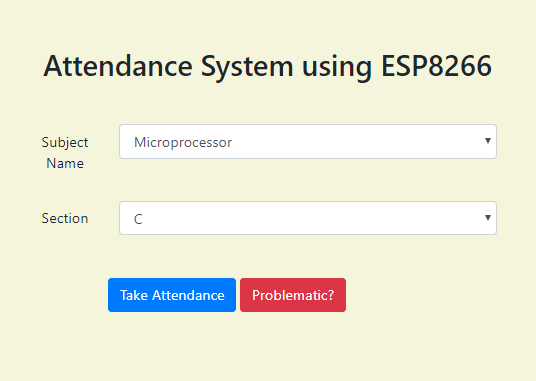 Attendance System using ESP8266
Subject
Name
Microprocessor
Section
C
Take Attendance
Problematic?